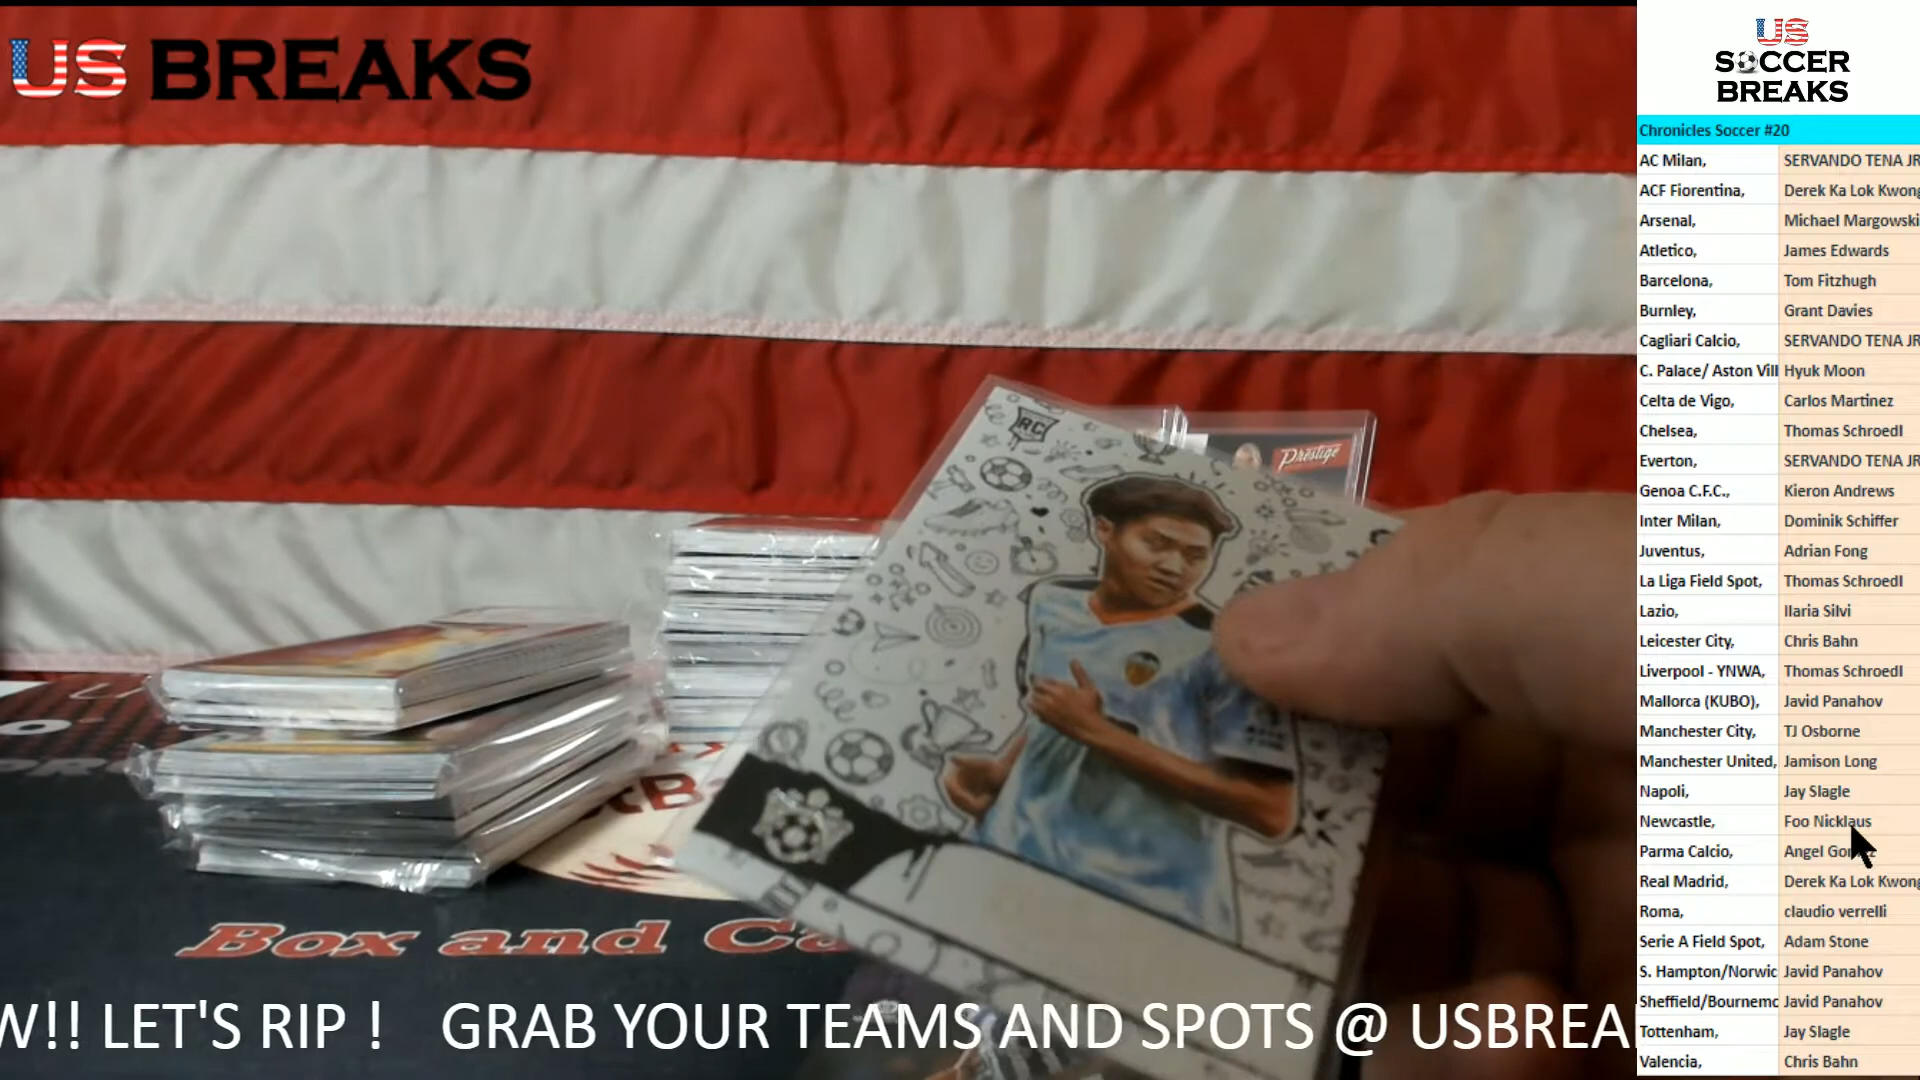 US BREAKS
US
SOCCER
BREAKS
Chronicles Soccer #20
AC Milan, SERVANDO TENA JR
ACF Fiorentina, Derek Ka Lok Kwong
Arsenal, Michael Margowski
Atletico, James Edwards
Barcelona, Tom Fitzhugh
Burnley, Grant Davies
Cagliari Calcio, SERVANDO TENA JR
C. Palace/ Aston Vill Hyuk Moon
Celta de Vigo, Carlos Martinez
Chelsea, Thomas Schroedl
Everton, SERVANDO TENA JR
Genoa C.F.C., Kieron Andrews
Inter Milan, Dominik Schiffer
Juventus, Adrian Fong
La Liga Field Spot, Thomas Schroedl
Lazio, Ilaria Silvi
Leicester City, Chris Bahn
Liverpool - YNWA, Thomas Schroedl
Mallorca (KUBO), Javid Panahov
Manchester City, TJ Osborne
Manchester United, Jamison Long
Napoli, Jay Slagle
Newcastle, Foo Nicklaus
Parma Calcio, Angel
Real Madrid, Derek Ka Lok Kwong
Roma, claudio verrelli
Serie A Field Spot, Adam Stone
S. Hampton/Norwic Javid Panahov
Sheffield/Bournemo Javid Panahov
Tottenham, Jay Slagle
Valencia, Chris Bahn
RC
Prestige
Box and Ca
W!! LET'S RIP ! GRAB YOUR TEAMS AND SPOTS @ USBREA